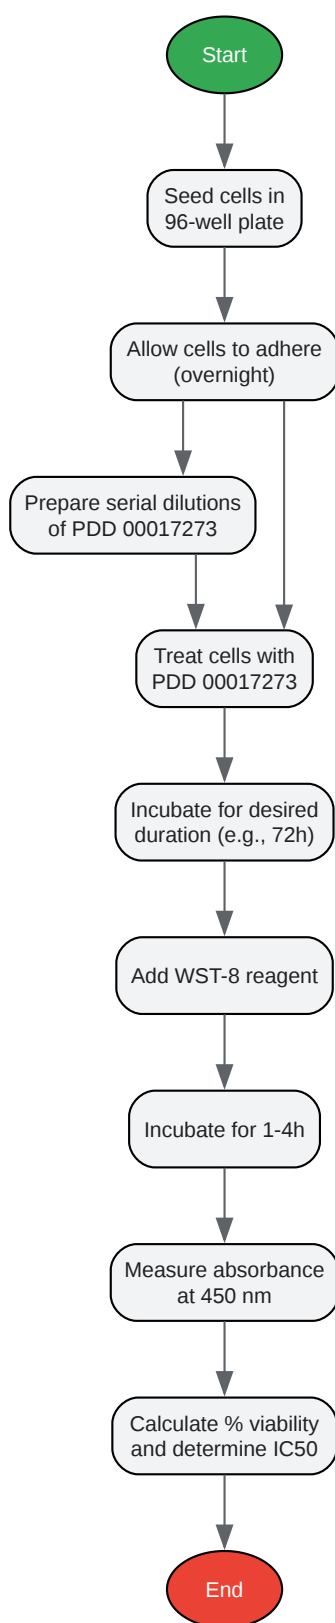 Start
Seed cells in
96-well plate
Allow cells to adhere
(overnight)
Prepare serial dilutions
of PDD 00017273
Treat cells with
PDD 00017273
Incubate for desired
duration (e.g., 72h)
Add WST-8 reagent
Incubate for 1-4h
Measure absorbance
at 450 nm
Calculate % viability
and determine IC50
End